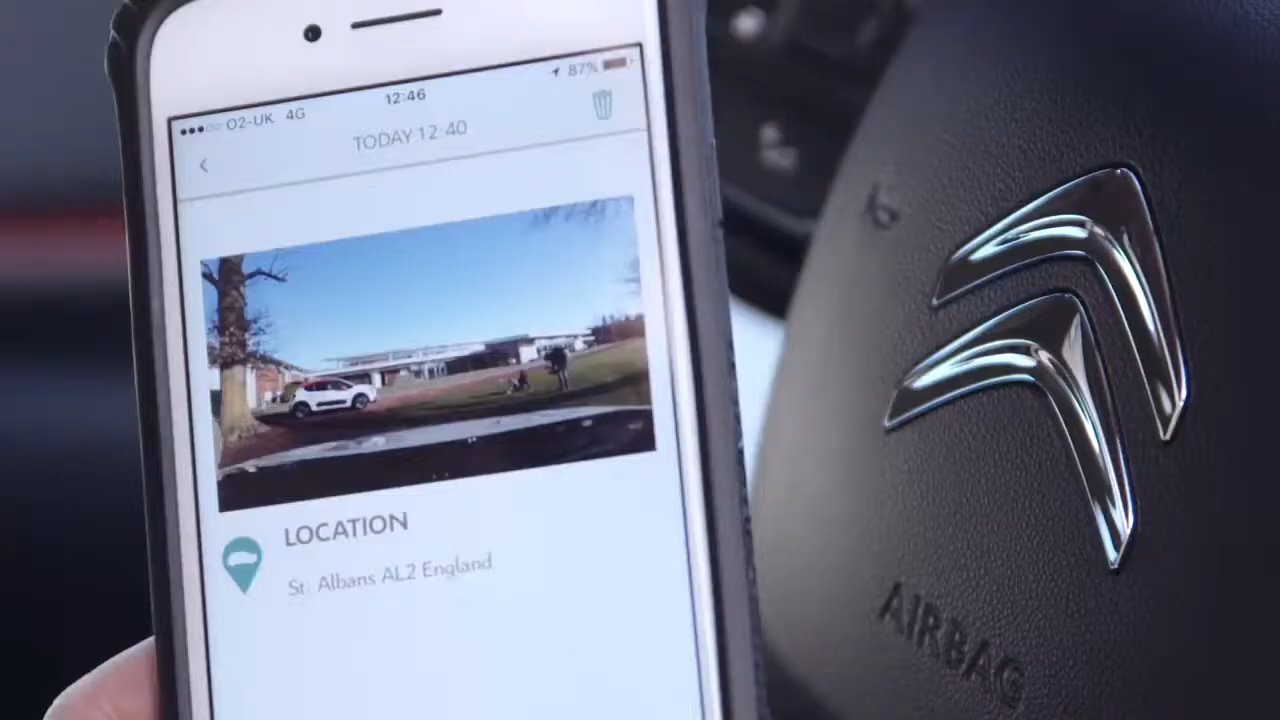 O2-UK 4G 12:46 87%
TODAY 12:40
LOCATION
St. Albans AL2 England
AIRBAG